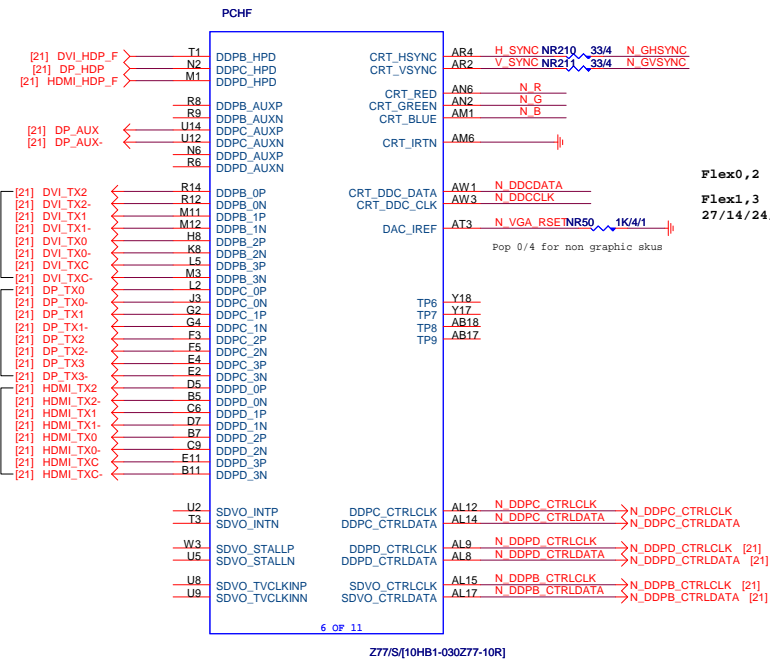 PCHF
[21] DVI_HDP_F T1 DDPB_HPD
[21] DP_HDP N2 DDPC_HPD
[21] HDMI_HDP_F M1 DDPD_HPD
R8 DDPB_AUXP
R9 DDPB_AUXN
[21] DP_AUX U14 DDPC_AUXP
[21] DP_AUX- U12 DDPC_AUXN
N6 DDPD_AUXP
R6 DDPD_AUXN
[21] DVI_TX2 R14 DDPB_0P
[21] DVI_TX2- R12 DDPB_0N
[21] DVI_TX1 M11 DDPB_1P
[21] DVI_TX1- M12 DDPB_1N
[21] DVI_TX0 H8 DDPB_2P
[21] DVI_TX0- K8 DDPB_2N
[21] DVI_TXC L5 DDPB_3P
[21] DVI_TXC- M3 DDPB_3N
[21] DP_TX0 L2 DDPC_0P
[21] DP_TX0- J3 DDPC_0N
[21] DP_TX1 G2 DDPC_1P
[21] DP_TX1- G4 DDPC_1N
[21] DP_TX2 F3 DDPC_2P
[21] DP_TX2- F5 DDPC_2N
[21] DP_TX3 E4 DDPC_3P
[21] DP_TX3- E2 DDPC_3N
[21] HDMI_TX2 D5 DDPD_0P
[21] HDMI_TX2- B5 DDPD_0N
[21] HDMI_TX1 C6 DDPD_1P
[21] HDMI_TX1- D7 DDPD_1N
[21] HDMI_TX0 B7 DDPD_2P
[21] HDMI_TX0- C9 DDPD_2N
[21] HDMI_TXC E11 DDPD_3P
[21] HDMI_TXC- B11 DDPD_3N
U2 SDVO_INTP
T3 SDVO_INTN
W3 SDVO_STALLP
U5 SDVO_STALLN
U8 SDVO_TVCLKINP
U9 SDVO_TVCLKINN
CRT_HSYNC AR4 H_SYNC NR210 33/4 N_GHSYNC
CRT_VSYNC AR2 V_SYNC NR211 33/4 N_GVSYNC
CRT_RED AN6 N_R
CRT_GREEN AN2 N_G
CRT_BLUE AM1 N_B
CRT_IRTN AM6
CRT_DDC_DATA AW1 N_DDCDATA
CRT_DDC_CLK AW3 N_DDCCLK
DAC_IREF AT3 N_VGA_RSET NR50 1K/4/1
Pop 0/4 for non graphic skus
TP6 Y18
TP7 Y17
TP8 AB18
TP9 AB17
DDPC_CTRLCLK AL12 N_DDPC_CTRLCLK N_DDPC_CTRLCLK
DDPC_CTRLDATA AL14 N_DDPC_CTRLDATA N_DDPC_CTRLDATA
DDPD_CTRLCLK AL9 N_DDPD_CTRLCLK N_DDPD_CTRLCLK [21]
DDPD_CTRLDATA AL8 N_DDPD_CTRLDATA N_DDPD_CTRLDATA [21]
SDVO_CTRLCLK AL15 N_DDPB_CTRLCLK N_DDPB_CTRLCLK [21]
SDVO_CTRLDATA AL17 N_DDPB_CTRLDATA N_DDPB_CTRLDATA [21]
Flex0,2
Flex1,3
27/14/24,
6 OF 11
Z77/S/[10HB1-030Z77-10R]